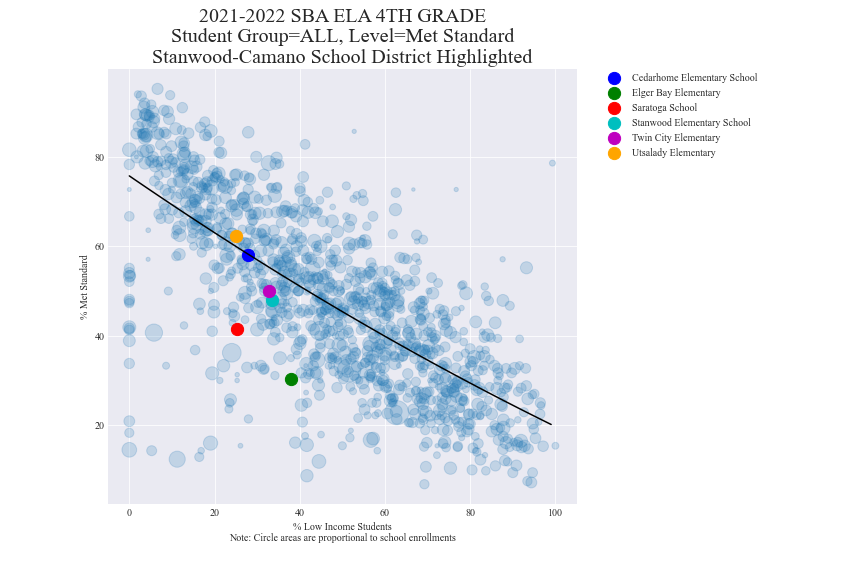 2021-2022 SBA ELA 4TH GRADE
Student Group=ALL, Level=Met Standard
Stanwood-Camano School District Highlighted
Cedarhome Elementary School
Elger Bay Elementary
Saratoga School
Stanwood Elementary School
Twin City Elementary
Utsalady Elementary
% Met Standard
80
60
40
20
0
20
40
60
80
100
% Low Income Students
Note: Circle areas are proportional to school enrollments